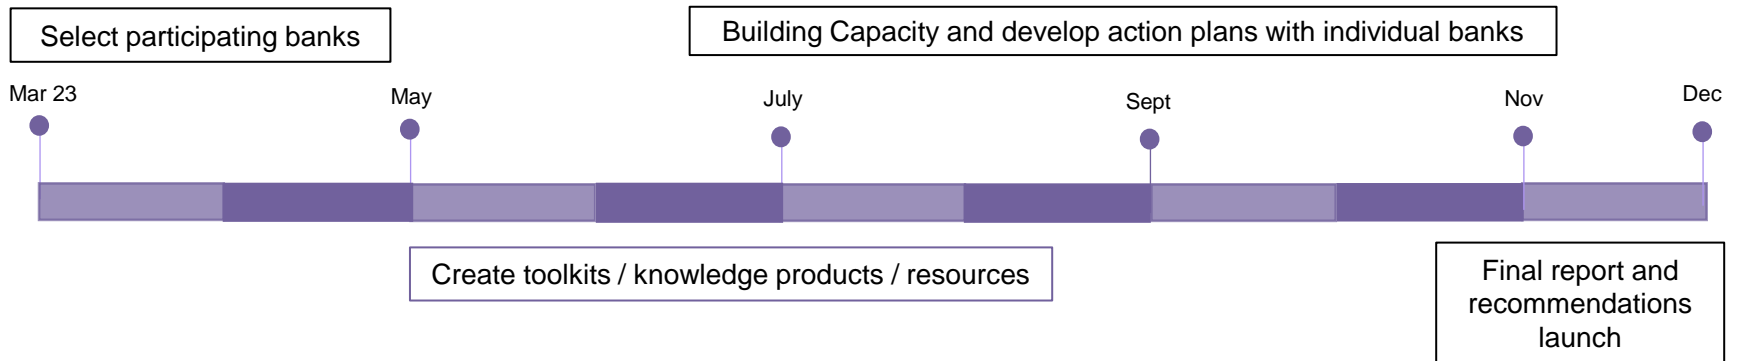 Select participating banks
Building Capacity and develop action plans with individual banks
Mar 23
May
July
Sept
Nov
Dec
Create toolkits / knowledge products / resources
Final report and
recommendations
launch